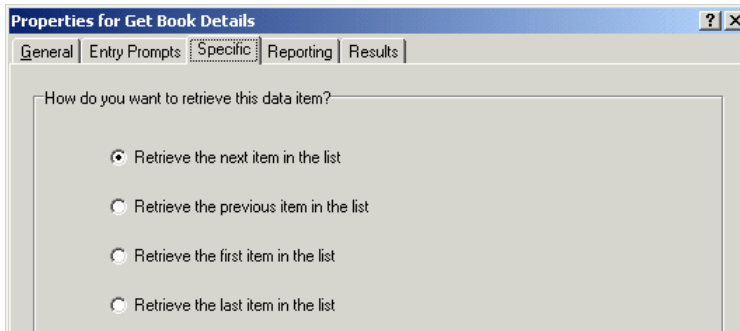 Properties for Get Book Details
General Entry Prompts Specific Reporting Results
How do you want to retrieve this data item?
Retrieve the next item in the list
Retrieve the previous item in the list
Retrieve the first item in the list
Retrieve the last item in the list